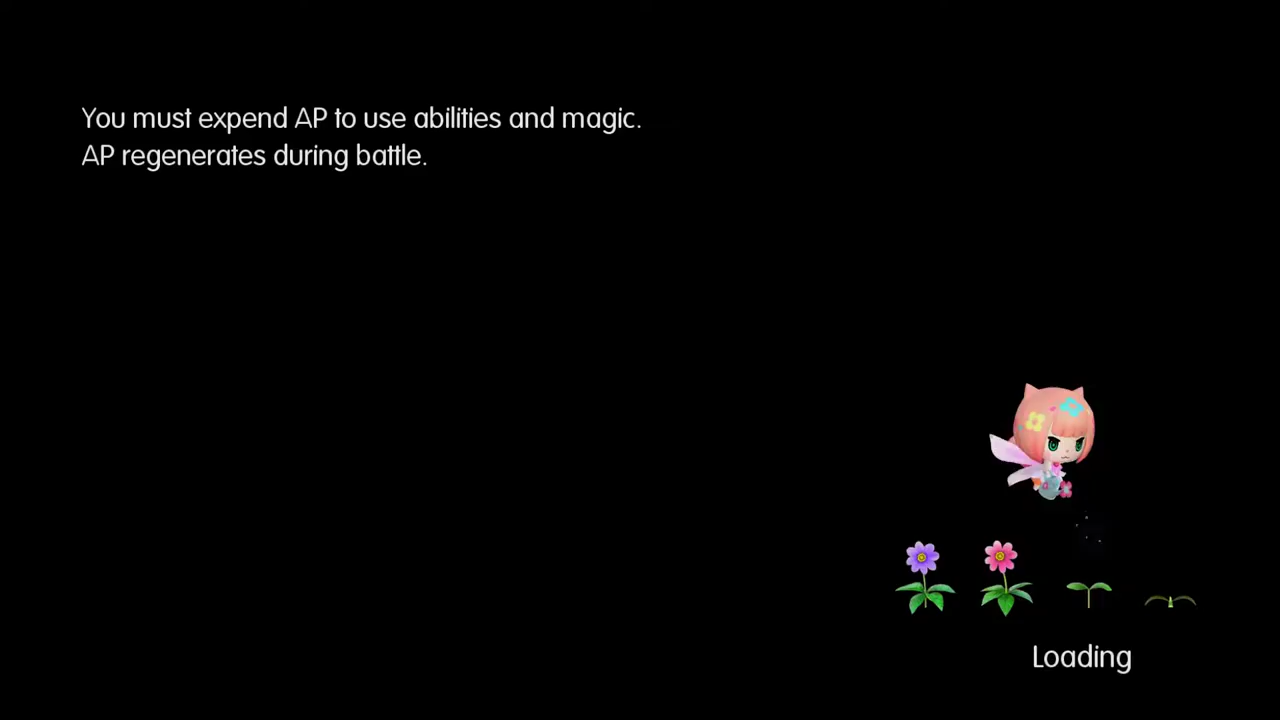 You must expend AP to use abilities and magic.
AP regenerates during battle.
Loading